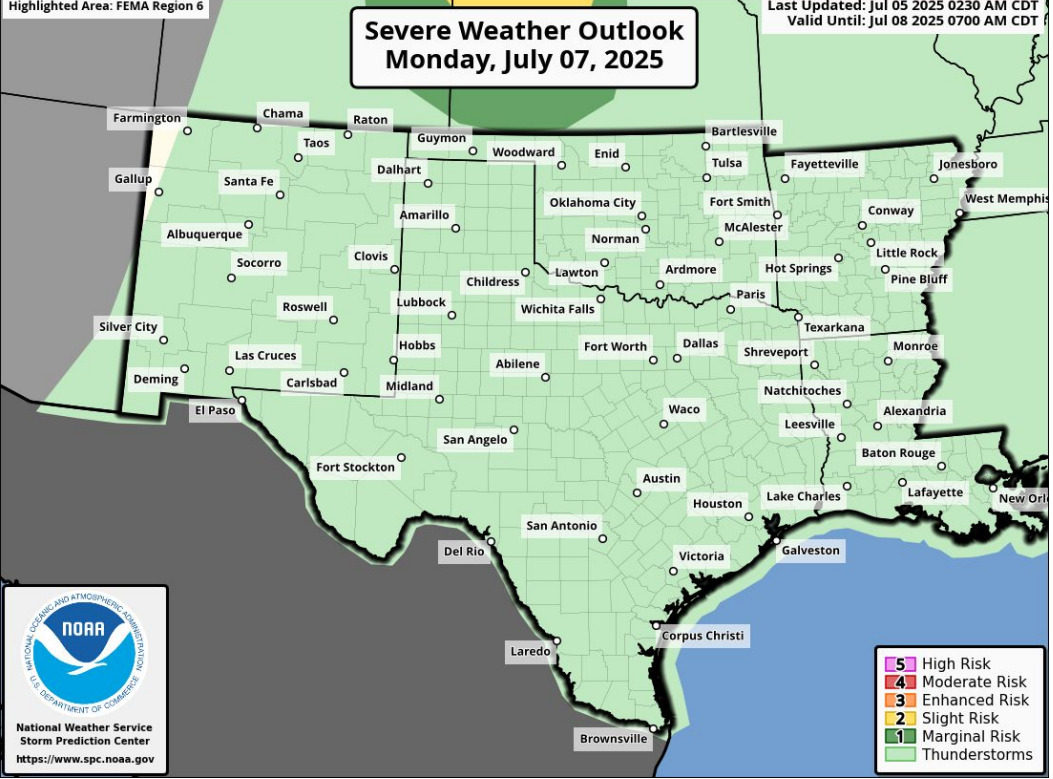 Highlighted Area: FEMA Region 6
Severe Weather Outlook
Monday, July 07, 2025
Last Updated: Jul 05 2025 0230 AM CDT
Valid Until: Jul 08 2025 0700 AM CDT
Farmington
Chama
Raton
Taos
Guymon
Woodward
Enid
Bartlesville
Tulsa
Fayetteville
Jonesboro
Gallup
Santa Fe
Dalhart
Oklahoma City
Fort Smith
West Memphis
Albuquerque
Amarillo
Norman
McAlester
Conway
Little Rock
Socorro
Clovis
Childress
Lawton
Ardmore
Hot Springs
Pine Bluff
Roswell
Lubbock
Wichita Falls
Paris
Texarkana
Silver City
Hobbs
Fort Worth
Dallas
Shreveport
Monroe
Las Cruces
Abilene
Deming
Carlsbad
Midland
Natchitoches
El Paso
Waco
Leesville
Alexandria
San Angelo
Baton Rouge
Fort Stockton
Austin
Houston
Lake Charles
Lafayette
New Orl
San Antonio
Del Rio
Victoria
Galveston
Corpus Christi
Laredo
Brownsville
NATIONAL OCEANIC AND ATMOSPHERIC ADMINISTRATION
NOAA
U.S. DEPARTMENT OF COMMERCE
National Weather Service
Storm Prediction Center
https://www.spc.noaa.gov
5 High Risk
4 Moderate Risk
3 Enhanced Risk
2 Slight Risk
1 Marginal Risk
Thunderstorms